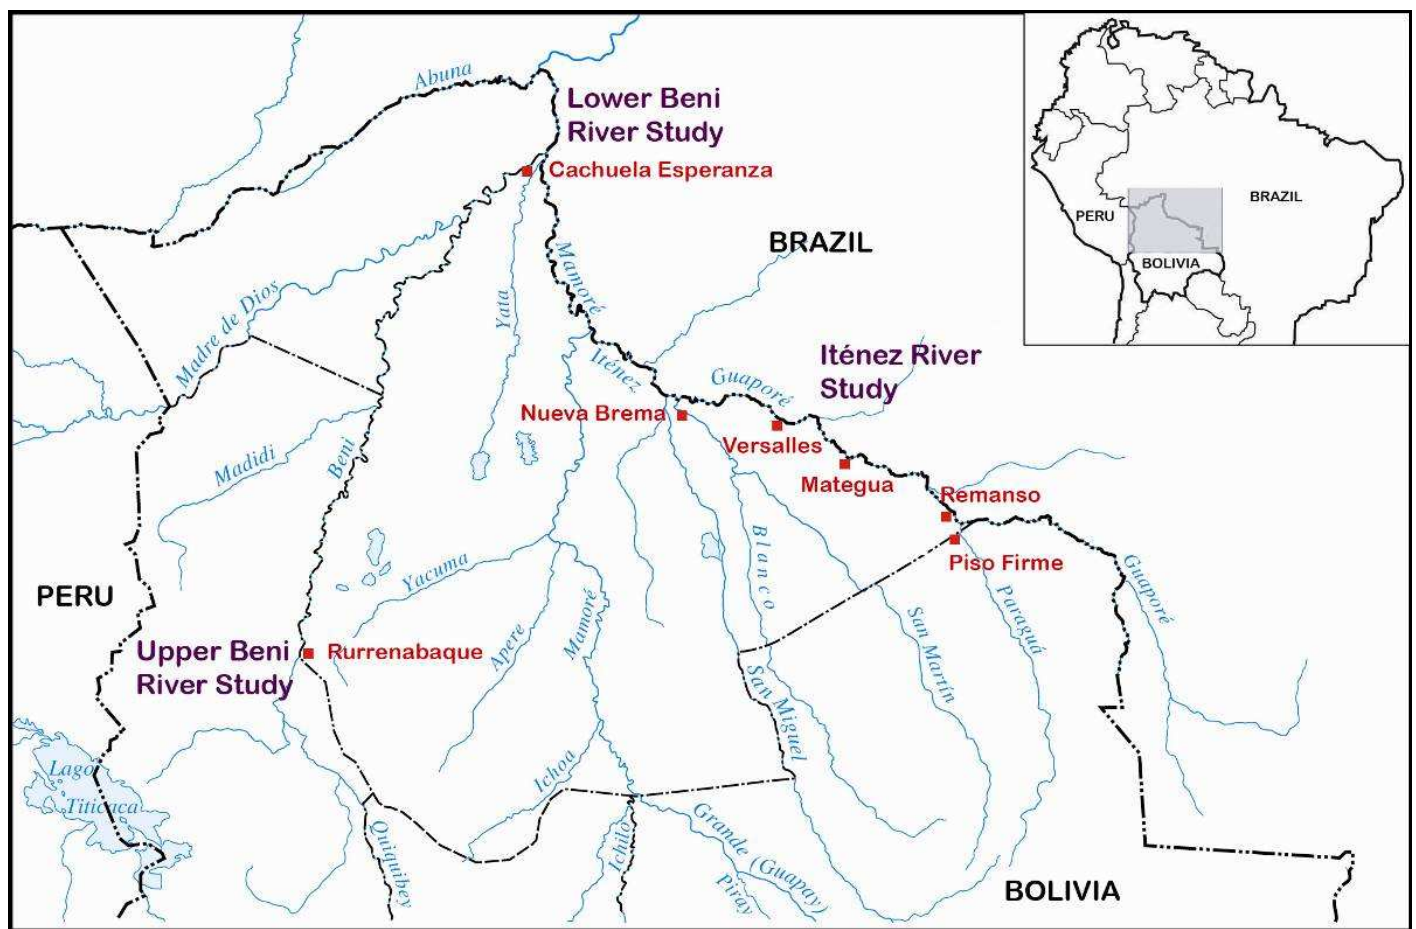 Abuna
Lower Beni
River Study
Cachuela Esperanza
BRAZIL
PERU
BRAZIL
BOLIVIA
Madre de Dios
Yata
Mamoré
Iténez
Guaporé
Iténez River
Study
Nueva Brema
Versalles
Mategua
Remanso
Piso Firme
Madidi
Beni
Yacuma
Blanco
Guaporé
PERU
Upper Beni
River Study
Rurrenabaque
Apere
Mamoré
San Miguel
San Martín
Paraguá
Lago
Titicaca
Ichoa
Quiquibey
Ichilo
Grande (Guapay)
Piray
BOLIVIA